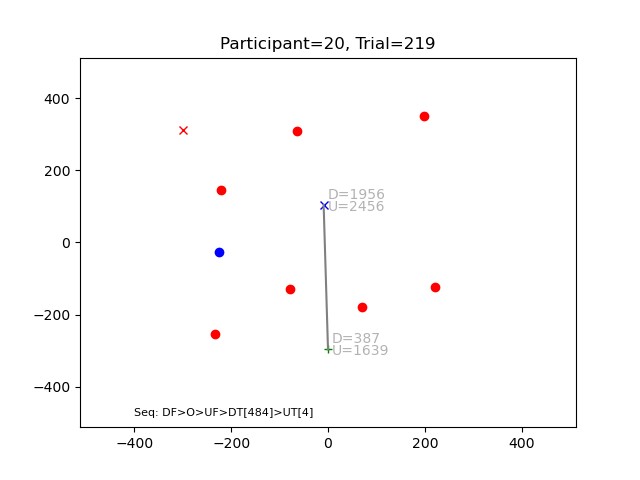 Participant=20, Trial=219
400
200
0
−200
−400
D=1956
U=2456
D=387
U=1639
Seq: DF>O>UF>DT[484]>UT[4]
−400 −200 0 200 400